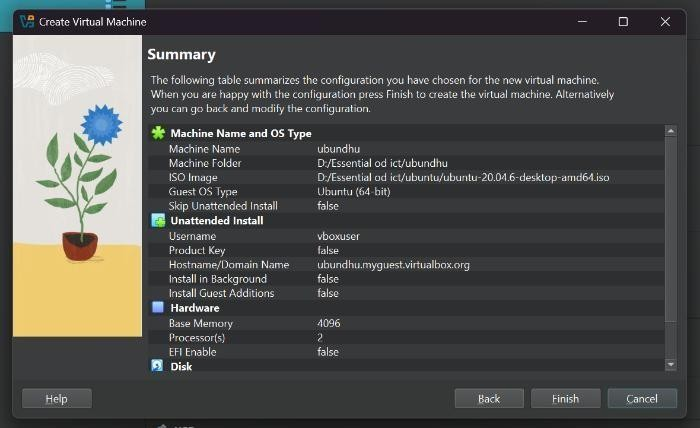 Create Virtual Machine
Summary
The following table summarizes the configuration you have chosen for the new virtual machine.
When you are happy with the configuration press Finish to create the virtual machine. Alternatively
you can go back and modify the configuration.
Machine Name and OS Type
Machine Name ubundhu
Machine Folder D:/Essential od ict/ubundhu
ISO Image D:/Essential od ict/ubuntu/ubuntu-20.04.6-desktop-amd64.iso
Guest OS Type Ubuntu (64-bit)
Skip Unattended Install false
Unattended Install
Username vboxuser
Product Key false
Hostname/Domain Name ubundhu.myguest.virtualbox.org
Install in Background false
Install Guest Additions false
Hardware
Base Memory 4096
Processor(s) 2
EFI Enable false
Disk
Help Back Finish Cancel